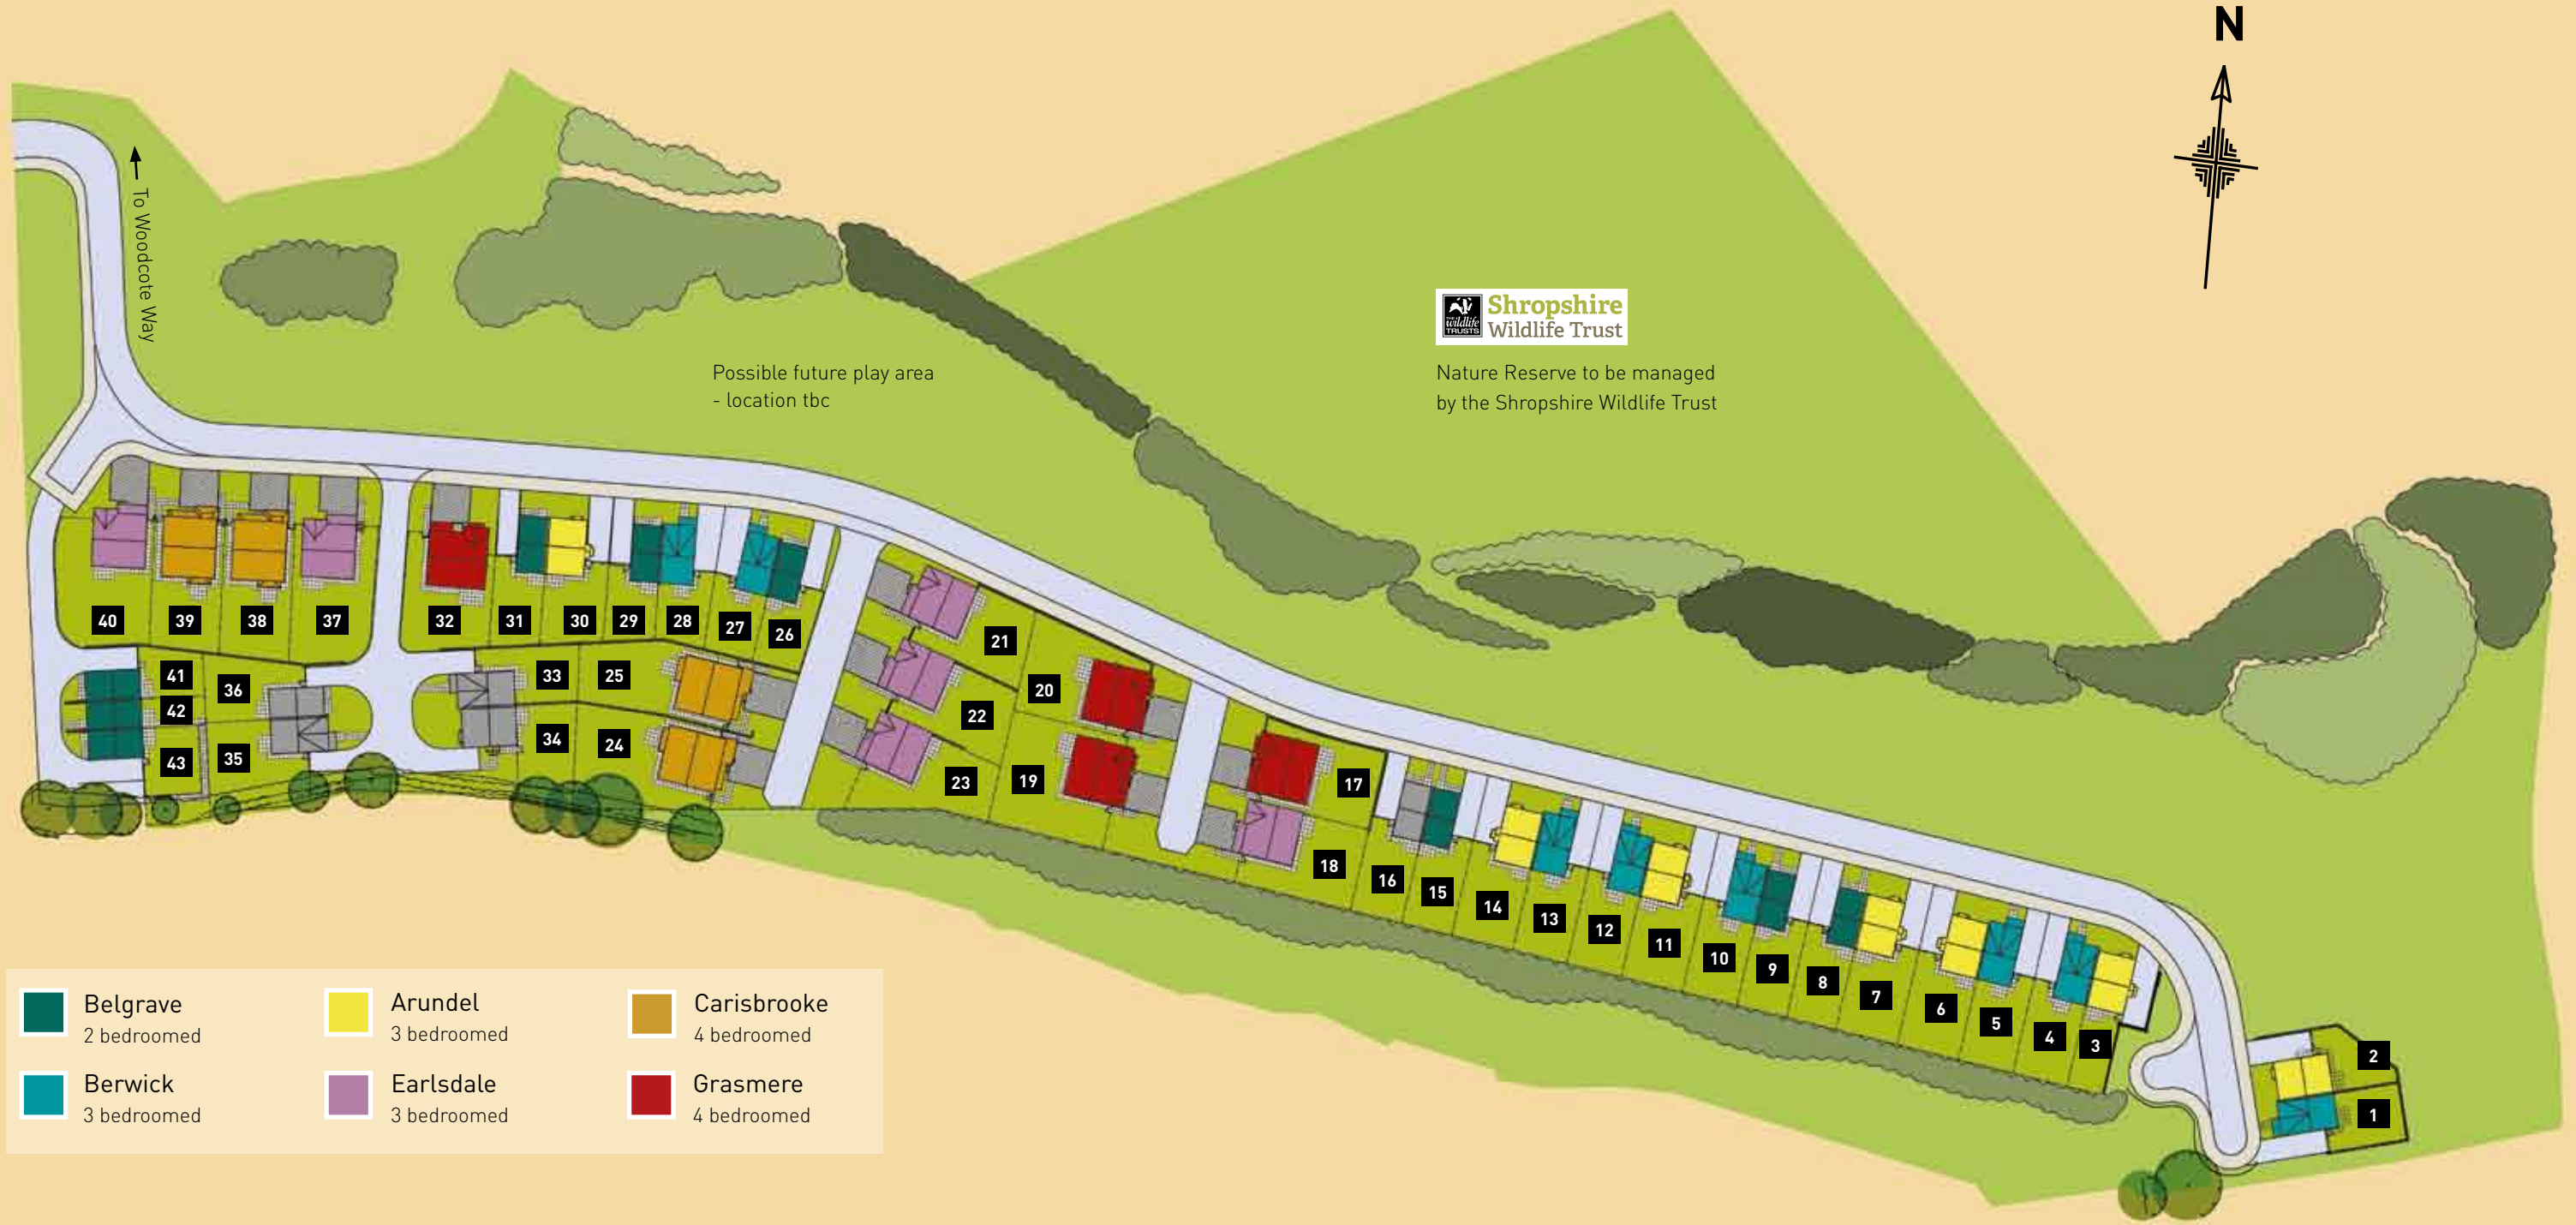 N
To Woodcote Way
THE
wildlife
TRUSTS
Shropshire
Wildlife Trust
Possible future play area
- location tbc
Nature Reserve to be managed
by the Shropshire Wildlife Trust
40
39
38
37
32
31
30
29
28
27
26
21
41
36
33
25
20
42
22
43
35
34
24
23
19
17
18
16
15
14
13
12
11
10
9
8
7
6
5
4
3
2
1
Belgrave
2 bedroomed
Arundel
3 bedroomed
Carisbrooke
4 bedroomed
Berwick
3 bedroomed
Earlsdale
3 bedroomed
Grasmere
4 bedroomed